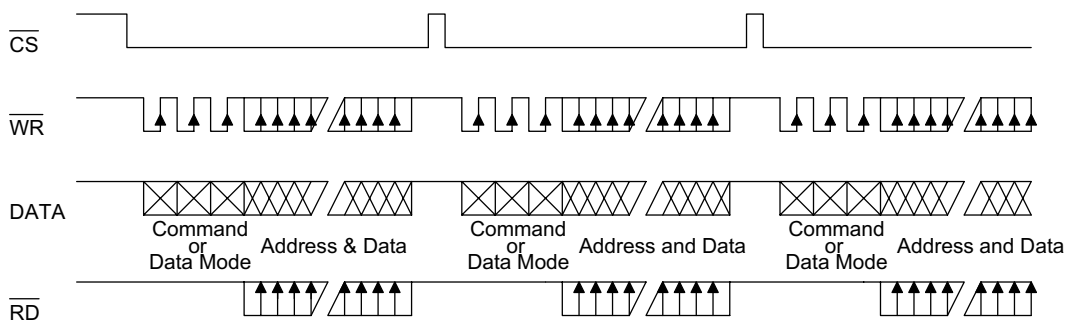 CS
WR
DATA
Command
or
Data Mode
Address & Data
Command
or
Data Mode
Address and Data
Command
or
Data Mode
Address and Data
RD